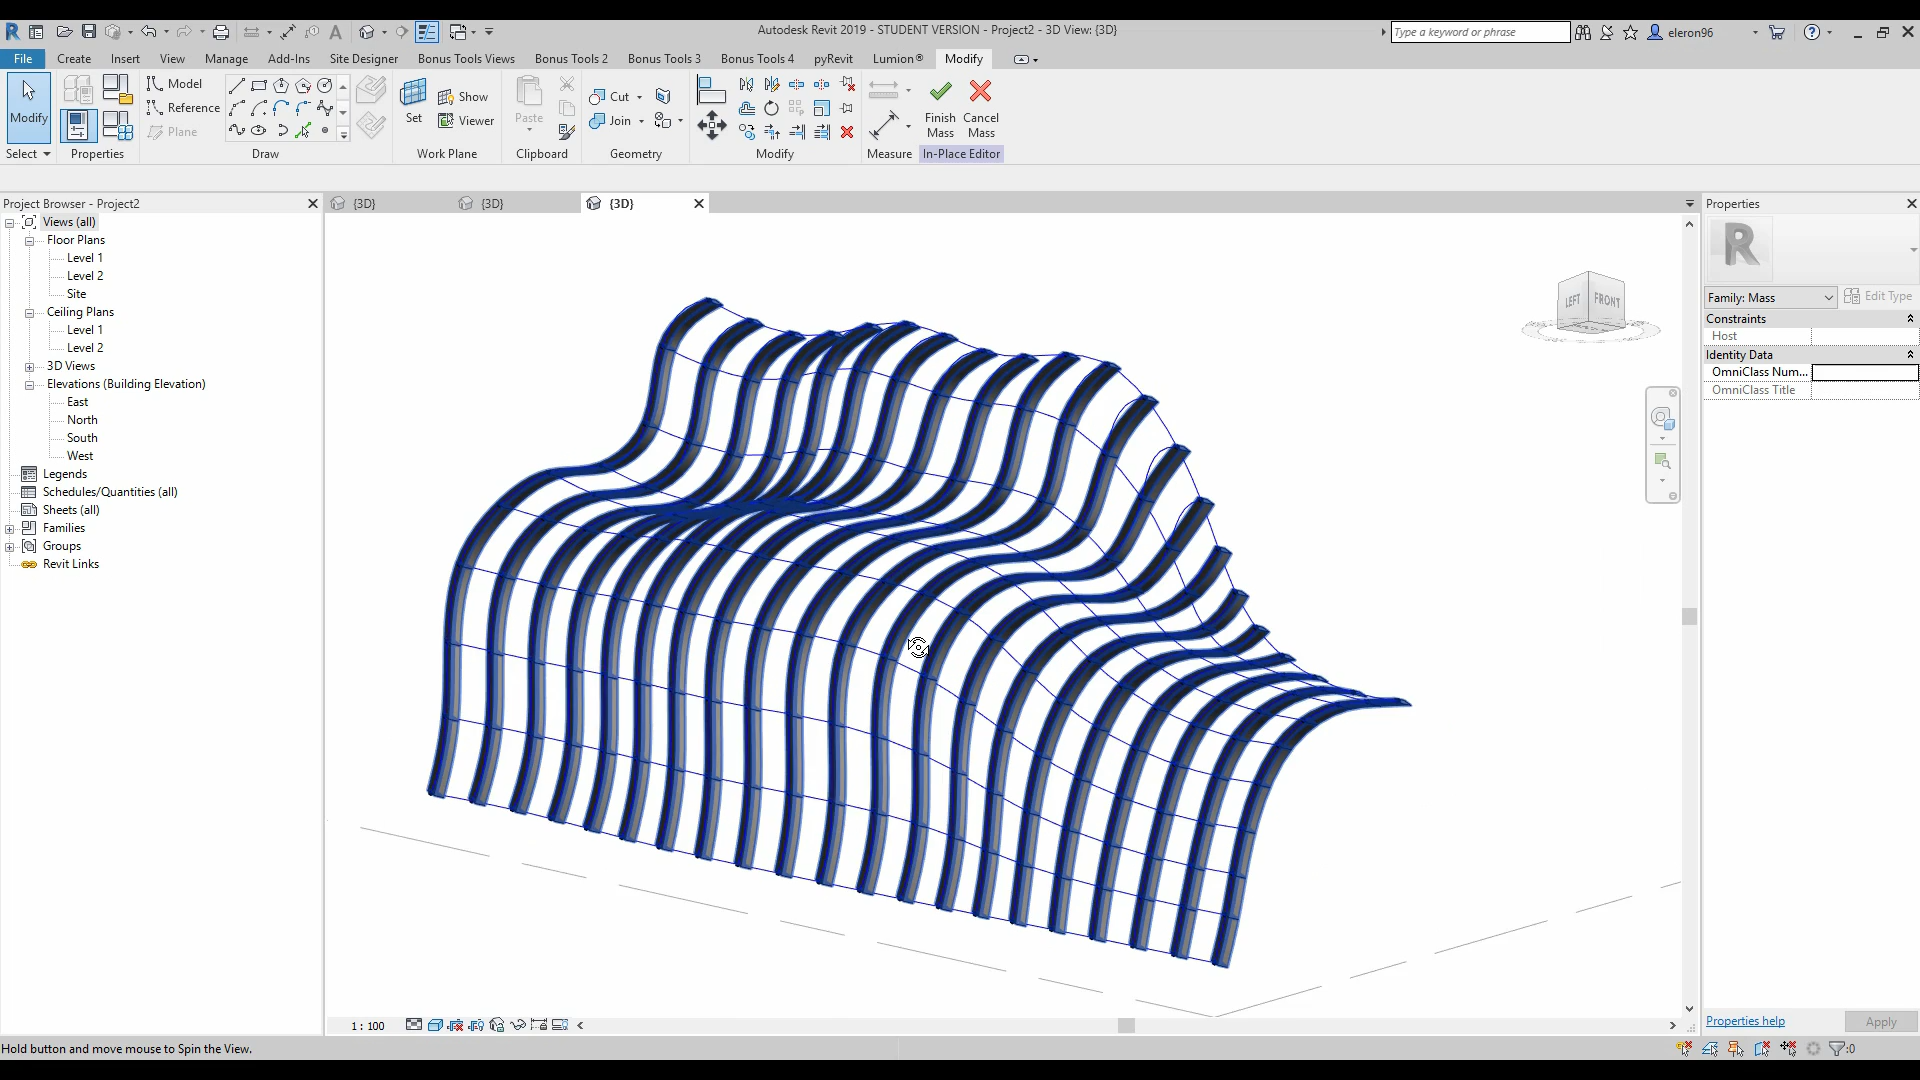 Autodesk Revit 2019 - STUDENT VERSION - Project2 - 3D View: {3D}
Type a keyword or phrase
eleron96
File Create Insert View Manage Add-Ins Site Designer Bonus Tools Views Bonus Tools 2 Bonus Tools 3 Bonus Tools 4 pyRevit Lumion® Modify
Modify
Model
Reference
Plane
Set
Show
Viewer
Paste
Cut
Join
Finish Mass
Cancel Mass
Select Properties Draw Work Plane Clipboard Geometry Modify Measure In-Place Editor
Project Browser - Project2
{3D} {3D} {3D}
Properties
Views (all)
Floor Plans
Level 1
Level 2
Site
Ceiling Plans
Level 1
Level 2
3D Views
Elevations (Building Elevation)
East
North
South
West
Legends
Schedules/Quantities (all)
Sheets (all)
Families
Groups
Revit Links
LEFT FRONT
R
Family: Mass
Edit Type
Constraints
Host
Identity Data
OmniClass Num...
OmniClass Title
1 : 100
Properties help
Apply
Hold button and move mouse to Spin the View.
:0